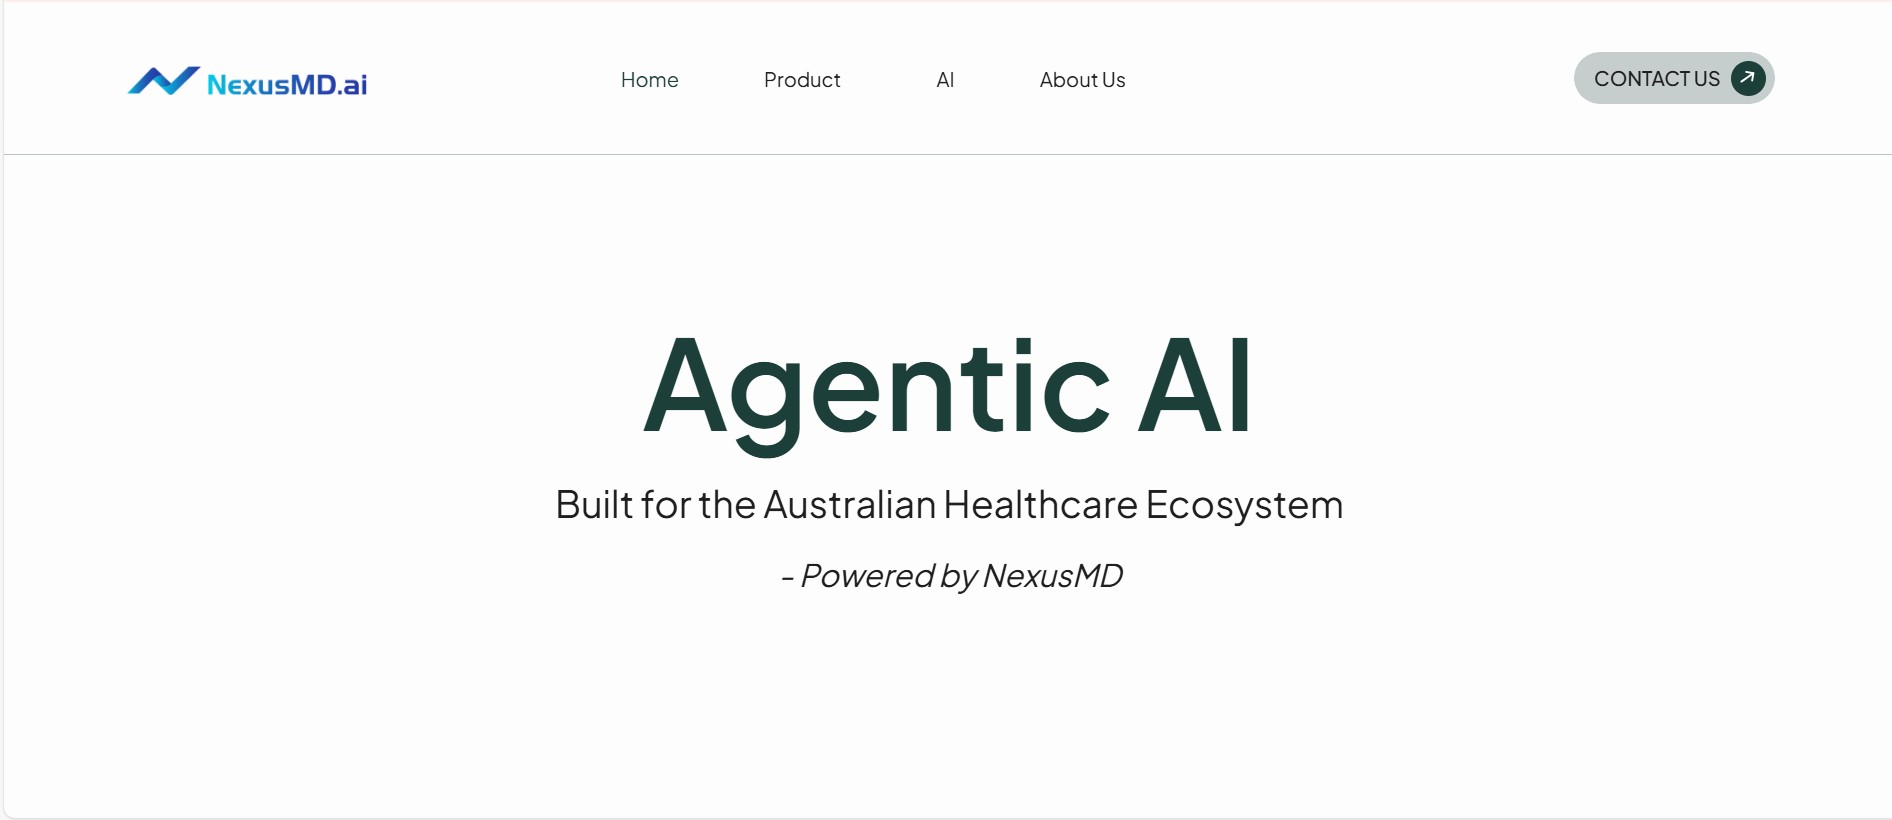 NexusMD.ai
Home
Product
AI
About Us
CONTACT US
Agentic AI
Built for the Australian Healthcare Ecosystem
- Powered by NexusMD